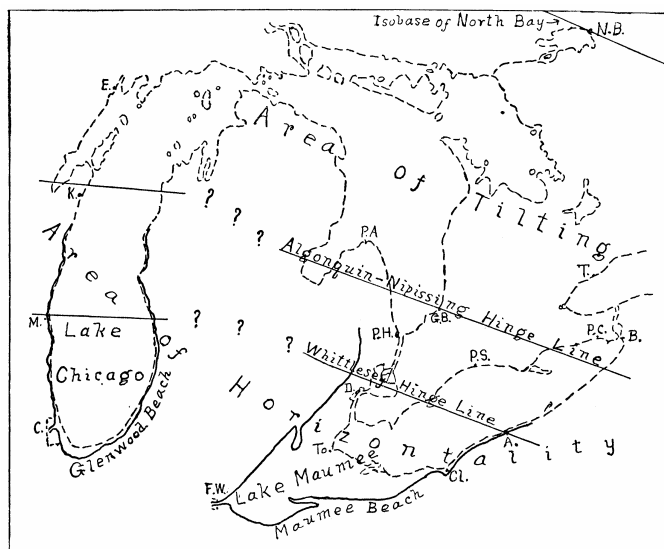 Isobase of North Bay
N.B.
E.
Area Of Tilting
K.
? ? ?
P.A
T.
Algonquin-Nipissing Hinge Line
M.
Lake
Chicago
Glenwood Beach
? ? ?
G.B.
P.H.
P.C.
B.
P.S.
Whittlesey Hinge Line
D.
Area of Horizontality
C.
To.
A.
Cl.
F.W.
Lake Maumee
Maumee Beach